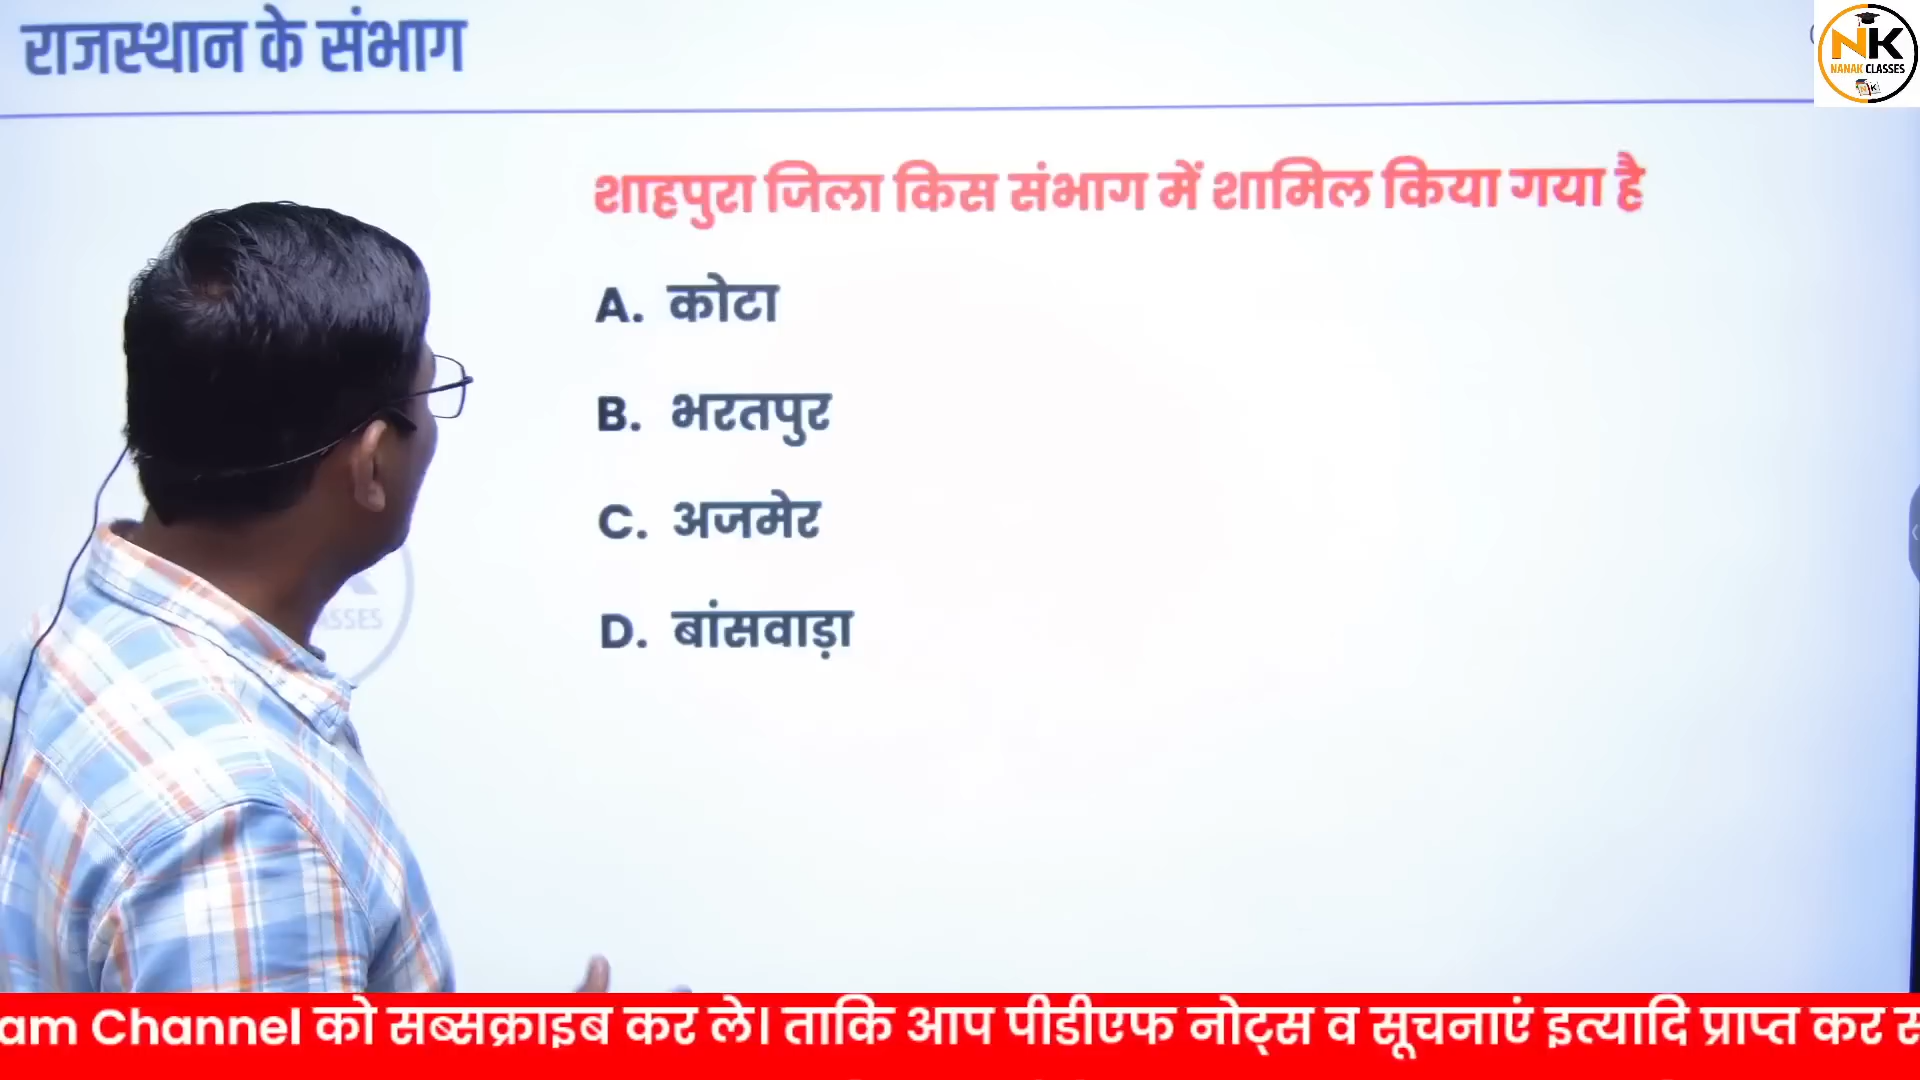 राजस्थान के संभाग
NK
NANAK CLASSES
शाहपुरा जिला किस संभाग में शामिल किया गया है
A. कोटा
B. भरतपुर
C. अजमेर
D. बांसवाड़ा
ASSES
am Channel को सब्सक्राइब कर ले। ताकि आप पीडीएफ नोट्स व सूचनाएं इत्यादि प्राप्त कर स